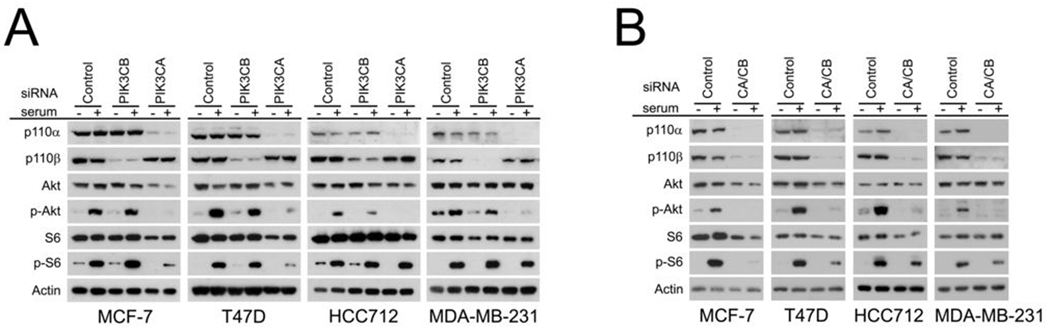 A
B
siRNA Control PIK3CB PIK3CA Control PIK3CB PIK3CA Control PIK3CB PIK3CA Control PIK3CB PIK3CA
serum - + - + - + - + - + - + - + - + - + - + - + - +
p110α
p110β
Akt
p-Akt
S6
p-S6
Actin
MCF-7 T47D HCC712 MDA-MB-231
siRNA Control CA/CB Control CA/CB Control CA/CB Control CA/CB
serum - + - + - + - + - + - + - + - +
p110α
p110β
Akt
p-Akt
S6
p-S6
Actin
MCF-7 T47D HCC712 MDA-MB-231